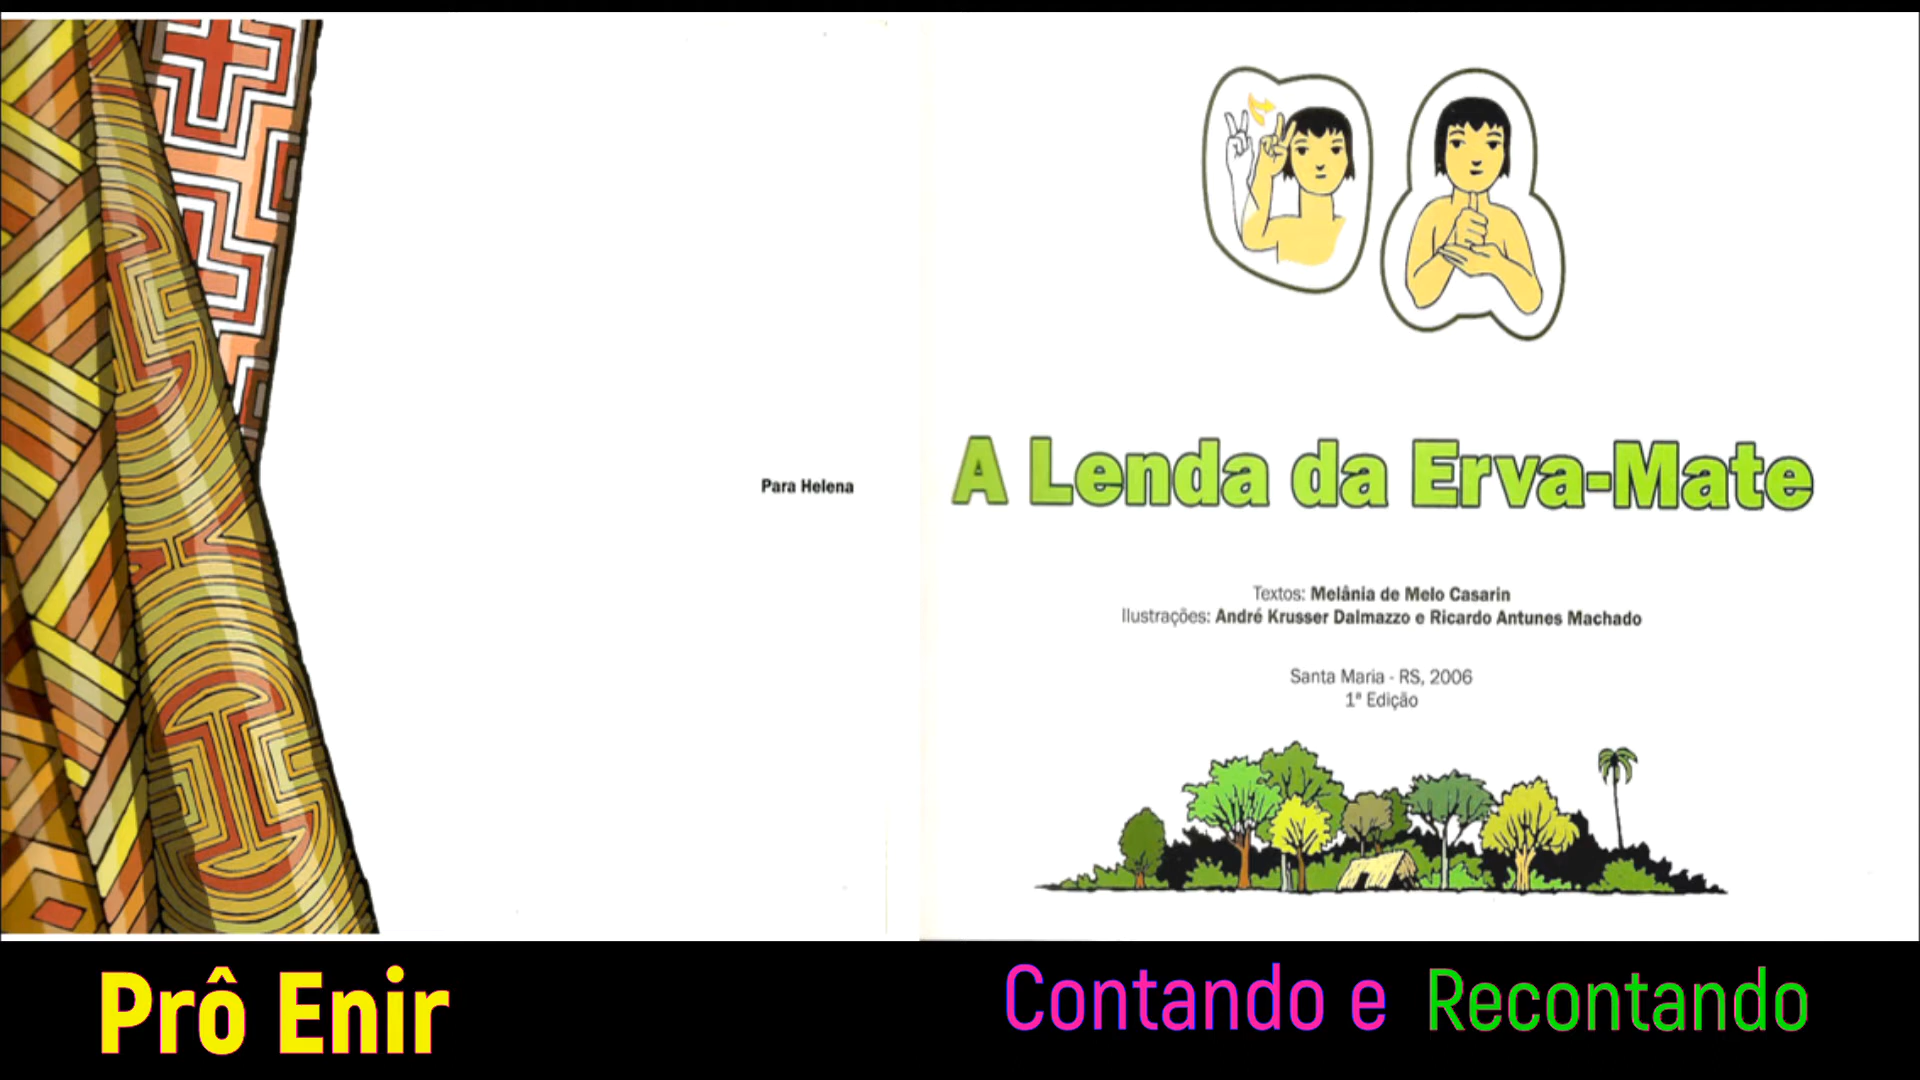 Para Helena
A Lenda da Erva-Mate
Textos: Melânia de Melo Casarin
Ilustrações: André Krusser Dalmazzo e Ricardo Antunes Machado
Santa Maria - RS, 2006
1ª Edição
Prô Enir
Contando e Recontando